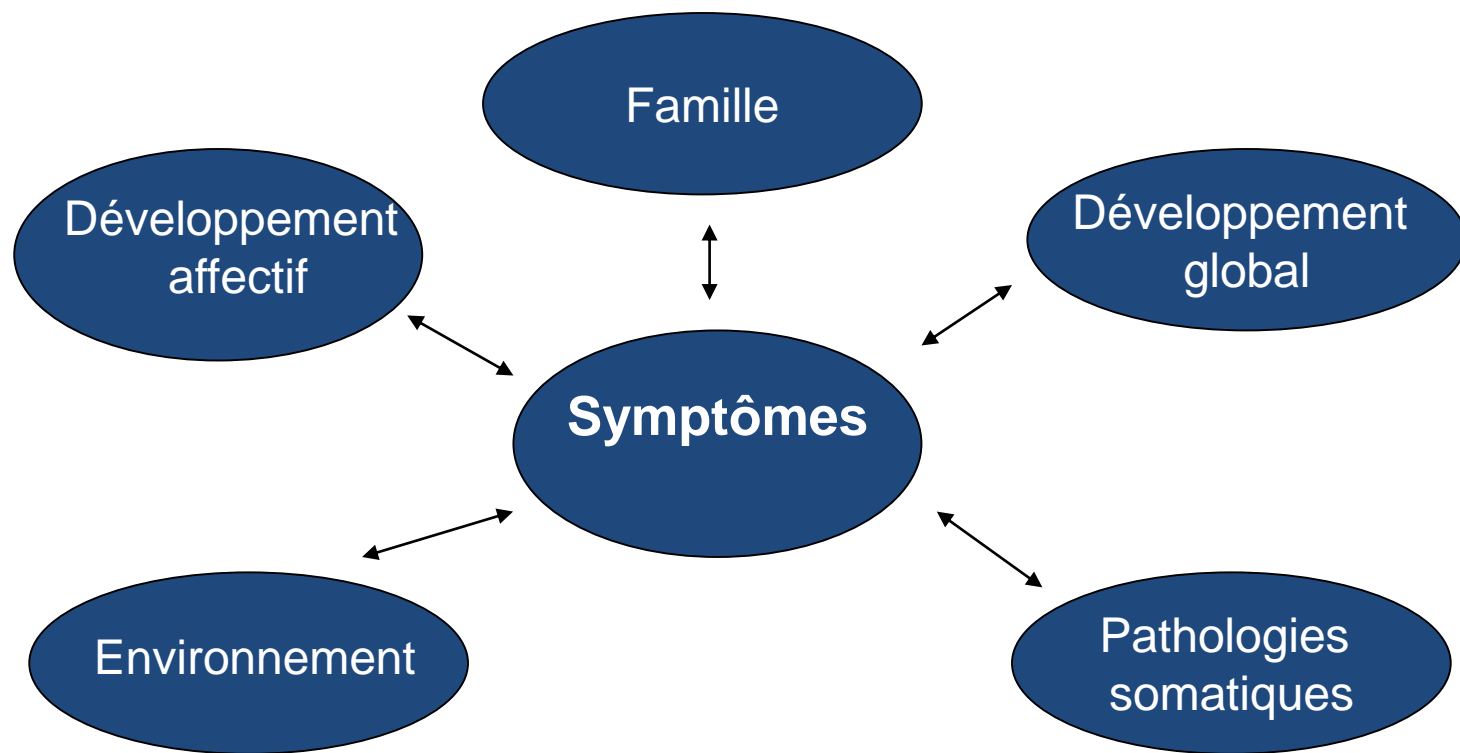 Famille
Développement
affectif
Développement
global
Symptômes
Environnement
Pathologies
somatiques